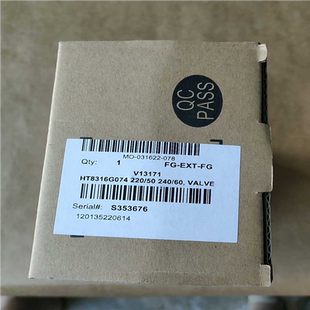 QC
PASS
MO-031622-078
Qty: 1 FG-EXT-FG
V13171
HT8316G074 220/50 240/60, VALVE
Serial#: S353676
120135220614